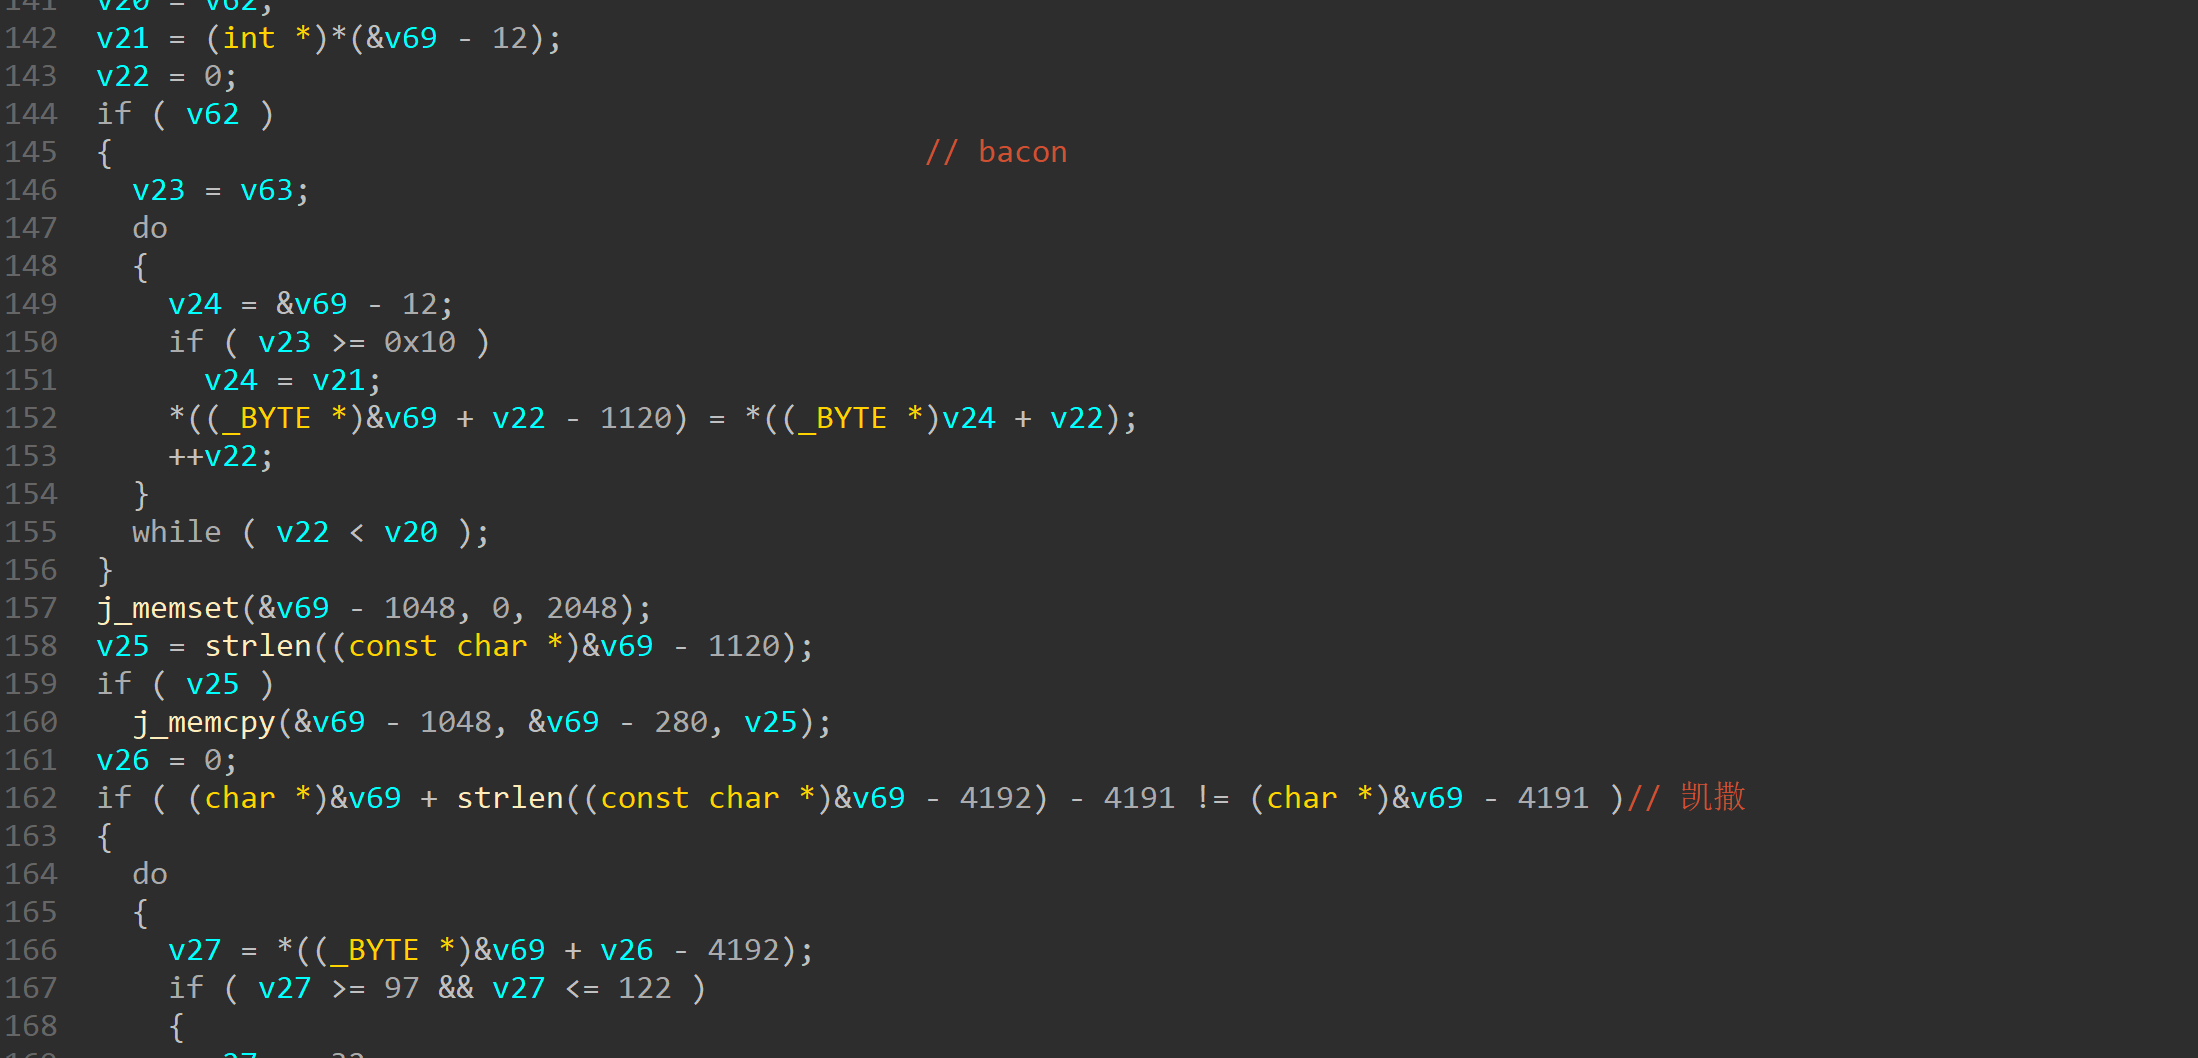 141 v20 = v62;
142 v21 = (int *)*(&v69 - 12);
143 v22 = 0;
144 if ( v62 )
145 { // bacon
146 v23 = v63;
147 do
148 {
149 v24 = &v69 - 12;
150 if ( v23 >= 0x10 )
151 v24 = v21;
152 *((_BYTE *)&v69 + v22 - 1120) = *((_BYTE *)v24 + v22);
153 ++v22;
154 }
155 while ( v22 < v20 );
156 }
157 j_memset(&v69 - 1048, 0, 2048);
158 v25 = strlen((const char *)&v69 - 1120);
159 if ( v25 )
160 j_memcpy(&v69 - 1048, &v69 - 280, v25);
161 v26 = 0;
162 if ( (char *)&v69 + strlen((const char *)&v69 - 4192) - 4191 != (char *)&v69 - 4191 )// 凯撒
163 {
164 do
165 {
166 v27 = *((_BYTE *)&v69 + v26 - 4192);
167 if ( v27 >= 97 && v27 <= 122 )
168 {